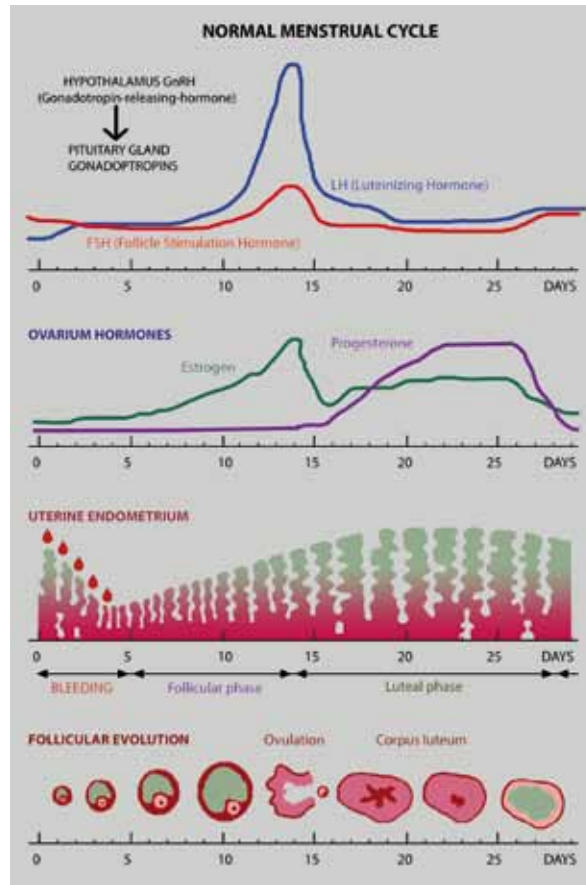 NORMAL MENSTRUAL CYCLE
HYPOTHALAMUS GnRH
(Gonadotropin-releasing-hormone)
PITUITARY GLAND
GONADOPTROPINS
LH (Luteinizing Hormone)
FSH (Follicle Stimulation Hormone)
0 5 10 15 20 25 DAYS
OVARIUM HORMONES
Progesterone
Estrogen
0 5 10 15 20 25 DAYS
UTERINE ENDOMETRIUM
0 5 10 15 20 25 DAYS
BLEEDING Follicular phase Luteal phase
FOLLICULAR EVOLUTION Ovulation Corpus luteum
0 5 10 15 20 25 DAYS